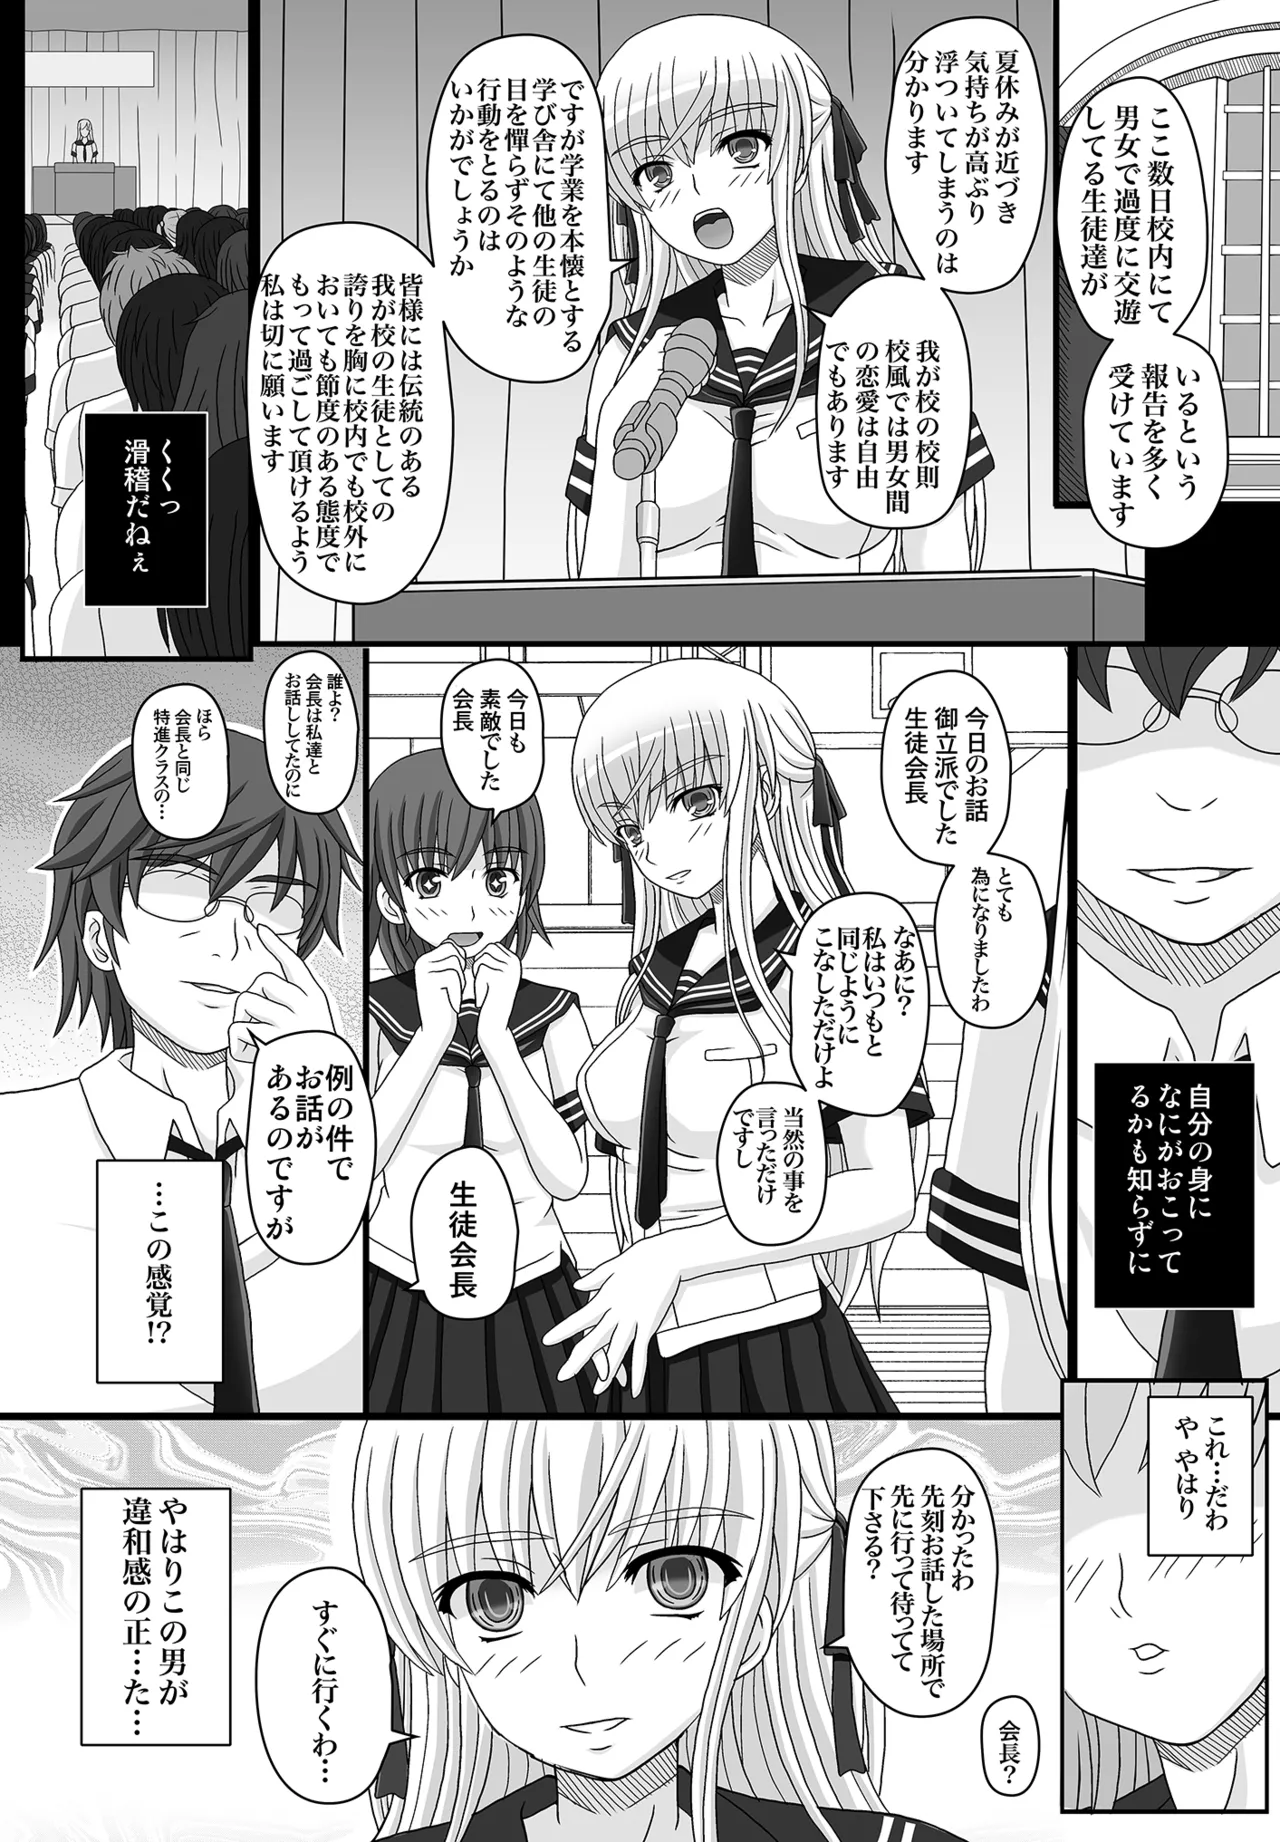 ここ数日校内にて
男女で過度に交遊
してる生徒達が
いるという
報告を多く
受けています
夏休みが近づき
気持ちが高ぶり
浮ついてしまうのは
分かります
我が校の校則
校風では男女間
の恋愛は自由
でもあります
ですが学業を本懐とする
学び舎にて他の生徒の
目を憚らずそのような
行動をとるのは
いかがでしょうか
皆様には伝統のある
我が校の生徒としての
誇りを胸に校内でも校外に
おいても節度のある態度で
もって過ごして頂けるよう
私は切に願います
くくっ
滑稽だねぇ
自分の身に
なにがおこって
るかも知らずに
今日のお話
御立派でした
生徒会長
とても
為になりましたわ
なあに?
私はいつもと
同じように
こなしただけよ
当然の事を
言っただけ
ですし
今日も
素敵でした
会長
生徒会長
誰よ?
会長は私達と
お話ししてたのに
ほら
会長と同じ
特進クラスの…
例の件で
お話が
あるのですが
…この感覚!?
これ…だわ
や やはり
分かったわ
先刻お話した場所で
先に行って待ってて
下さる?
会長?
すぐに行くわ…
やはりこの男が
違和感の正…た…